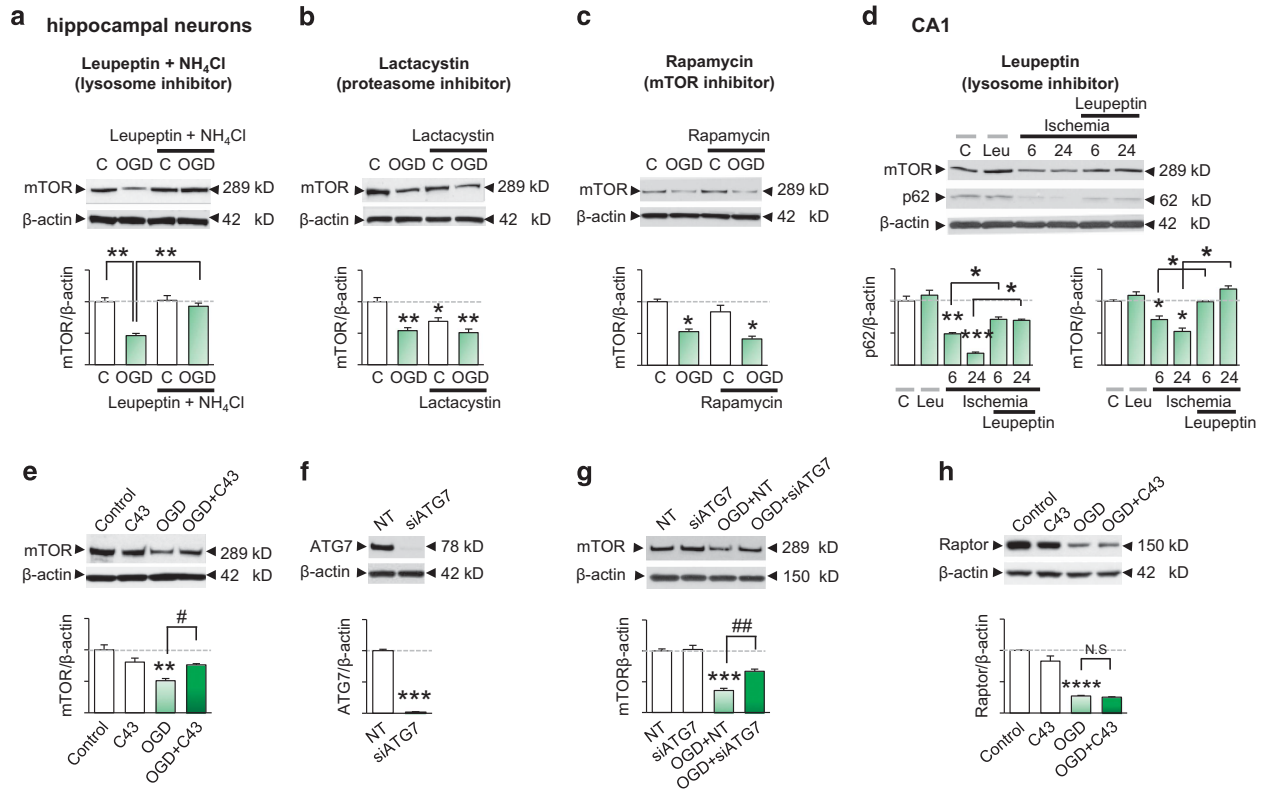 a hippocampal neurons
Leupeptin + NH4Cl
(lysosome inhibitor)
Leupeptin + NH4Cl
C OGD C OGD
mTOR 289 kD
β-actin 42 kD
** **
mTOR/β-actin
C OGD C OGD
Leupeptin + NH4Cl
b
Lactacystin
(proteasome inhibitor)
Lactacystin
C OGD C OGD
mTOR 289 kD
β-actin 42 kD
mTOR/β-actin
** * **
C OGD C OGD
Lactacystin
c
Rapamycin
(mTOR inhibitor)
Rapamycin
C OGD C OGD
mTOR 289 kD
β-actin 42 kD
mTOR/β-actin
* *
C OGD C OGD
Rapamycin
d CA1
Leupeptin
(lysosome inhibitor)
Leupeptin
Ischemia
C Leu 6 24 6 24
mTOR 289 kD
p62 62 kD
β-actin 42 kD
p62/β-actin
* *
** ***
6 24 6 24
C Leu Ischemia
Leupeptin
mTOR/β-actin
* *
* *
6 24 6 24
C Leu Ischemia
Leupeptin
e
Control C43 OGD OGD+C43
mTOR 289 kD
β-actin 42 kD
mTOR/β-actin
#
**
Control C43 OGD OGD+C43
f
NT siATG7
ATG7 78 kD
β-actin 42 kD
ATG7/β-actin
***
NT siATG7
g
NT siATG7 OGD+NT OGD+siATG7
mTOR 289 kD
β-actin 150 kD
mTORβ-actin
##
***
NT siATG7 OGD+NT OGD+siATG7
h
Control C43 OGD OGD+C43
Raptor 150 kD
β-actin 42 kD
Raptor/β-actin
N.S
****
Control C43 OGD OGD+C43